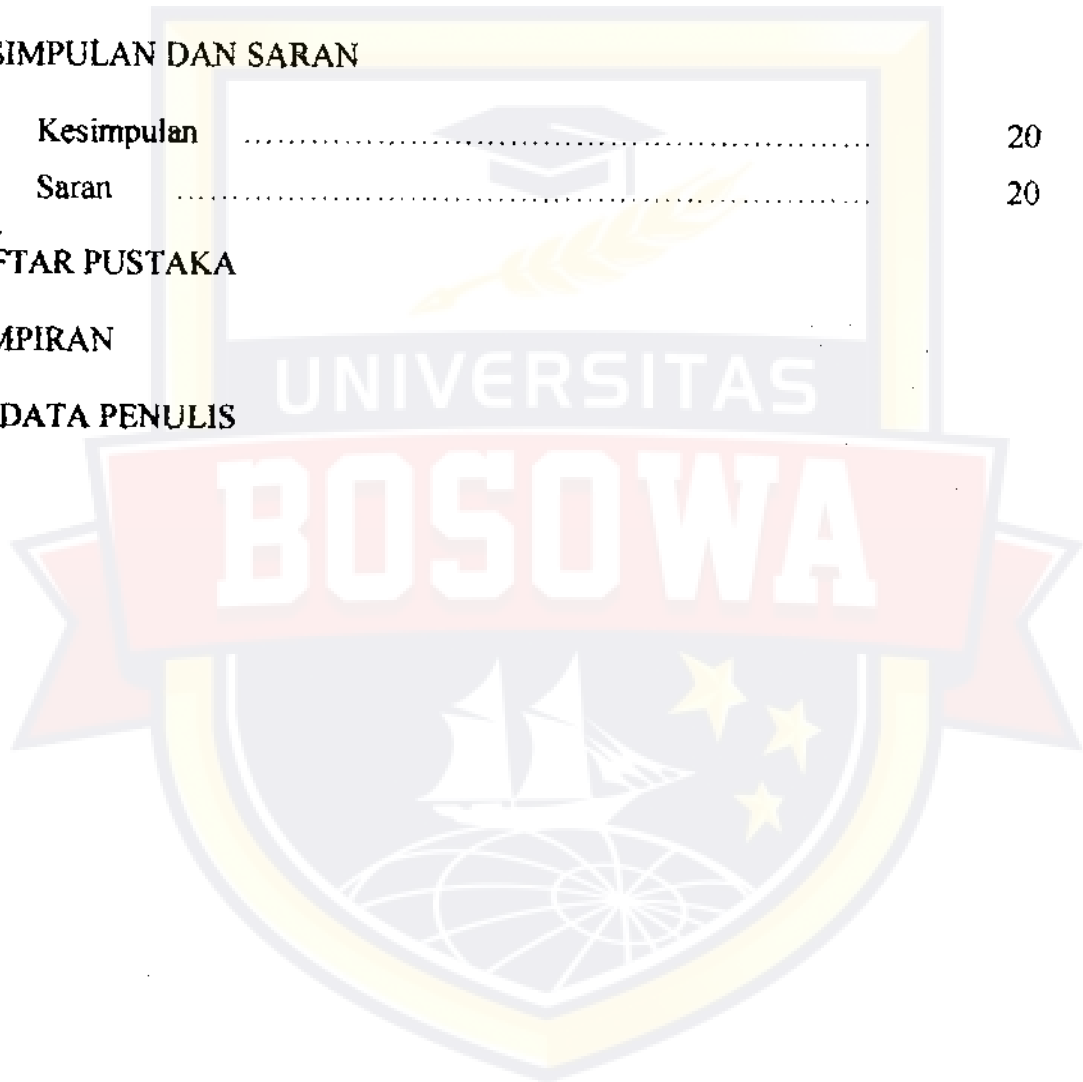 SIMPULAN DAN SARAN
Kesimpulan ........................................ 20
Saran ........................................ 20
FTAR PUSTAKA
MPIRAN
DATA PENULIS
UNIVERSITAS
BOSOWA